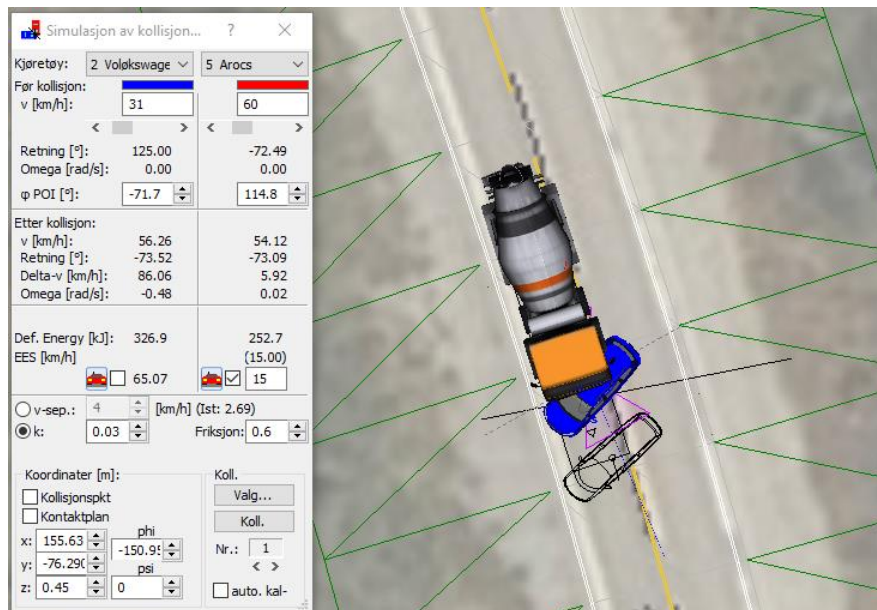 Simulasjon av kollisjon... ?
Kjøretøy: 2 Voløkswage 5 Arocs
Før kollisjon:
v [km/h]: 31 60
< > < >
Retning [°]: 125.00 -72.49
Omega [rad/s]: 0.00 0.00
φ POI [°]: -71.7 114.8
Etter kollisjon:
v [km/h]: 56.26 54.12
Retning [°]: -73.52 -73.09
Delta-v [km/h]: 86.06 5.92
Omega [rad/s]: -0.48 0.02
Def. Energy [kJ]: 326.9 252.7
EES [km/h] (15.00)
65.07 15
v-sep.: 4 [km/h] (Ist: 2.69)
k: 0.03 Friksjon: 0.6
Koordinater [m]: Koll.
Kollisjonspkt Valg...
Kontaktplan Koll.
phi
x: 155.63 -150.95 Nr.: 1
y: -76.290 psi < >
z: 0.45 0 auto. kal-